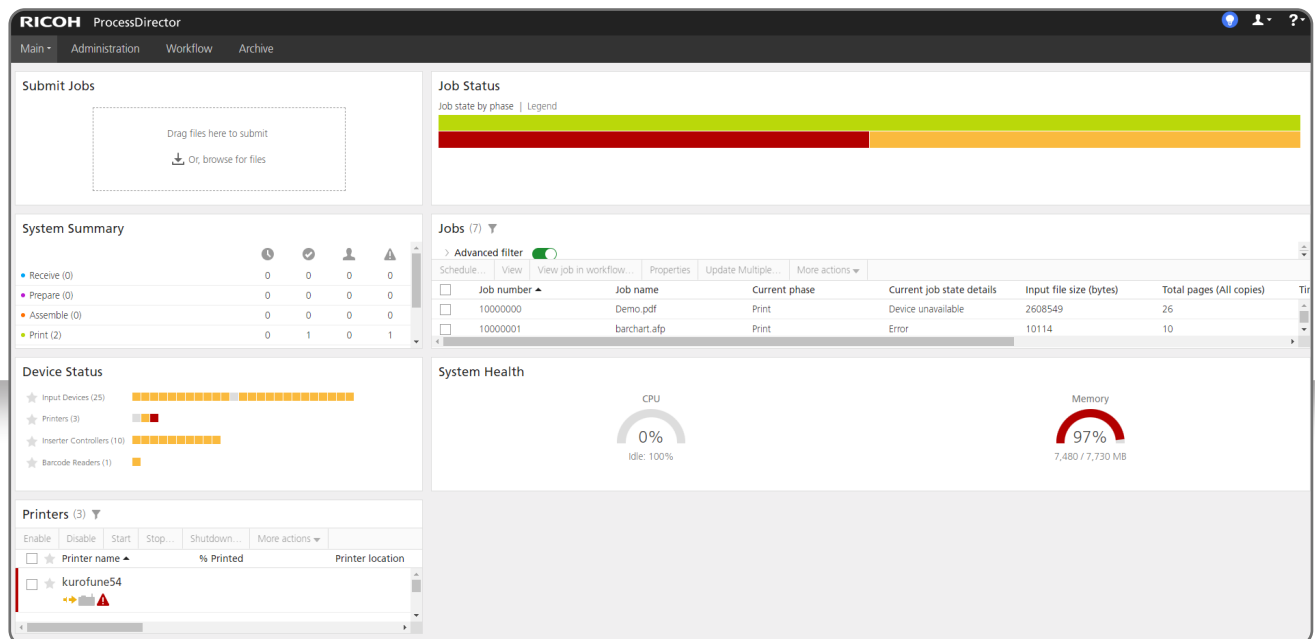 RICOH ProcessDirector
Main Administration Workflow Archive
Submit Jobs
Drag files here to submit
Or, browse for files
Job Status
Job state by phase | Legend
System Summary
Receive (0) 0 0 0 0
Prepare (0) 0 0 0 0
Assemble (0) 0 0 0 0
Print (2) 0 1 0 1
Jobs (7)
Advanced filter
Schedule... View View job in workflow... Properties Update Multiple... More actions
Job number Job name Current phase Current job state details Input file size (bytes) Total pages (All copies) Tir
10000000 Demo.pdf Print Device unavailable 2608549 26
10000001 barchart.afp Print Error 10114 10
Device Status
Input Devices (25)
Printers (3)
Inserter Controllers (10)
Barcode Readers (1)
System Health
CPU
0%
Idle: 100%
Memory
97%
7,480 / 7,730 MB
Printers (3)
Enable Disable Start Stop... Shutdown... More actions
Printer name % Printed Printer location
kurofune54